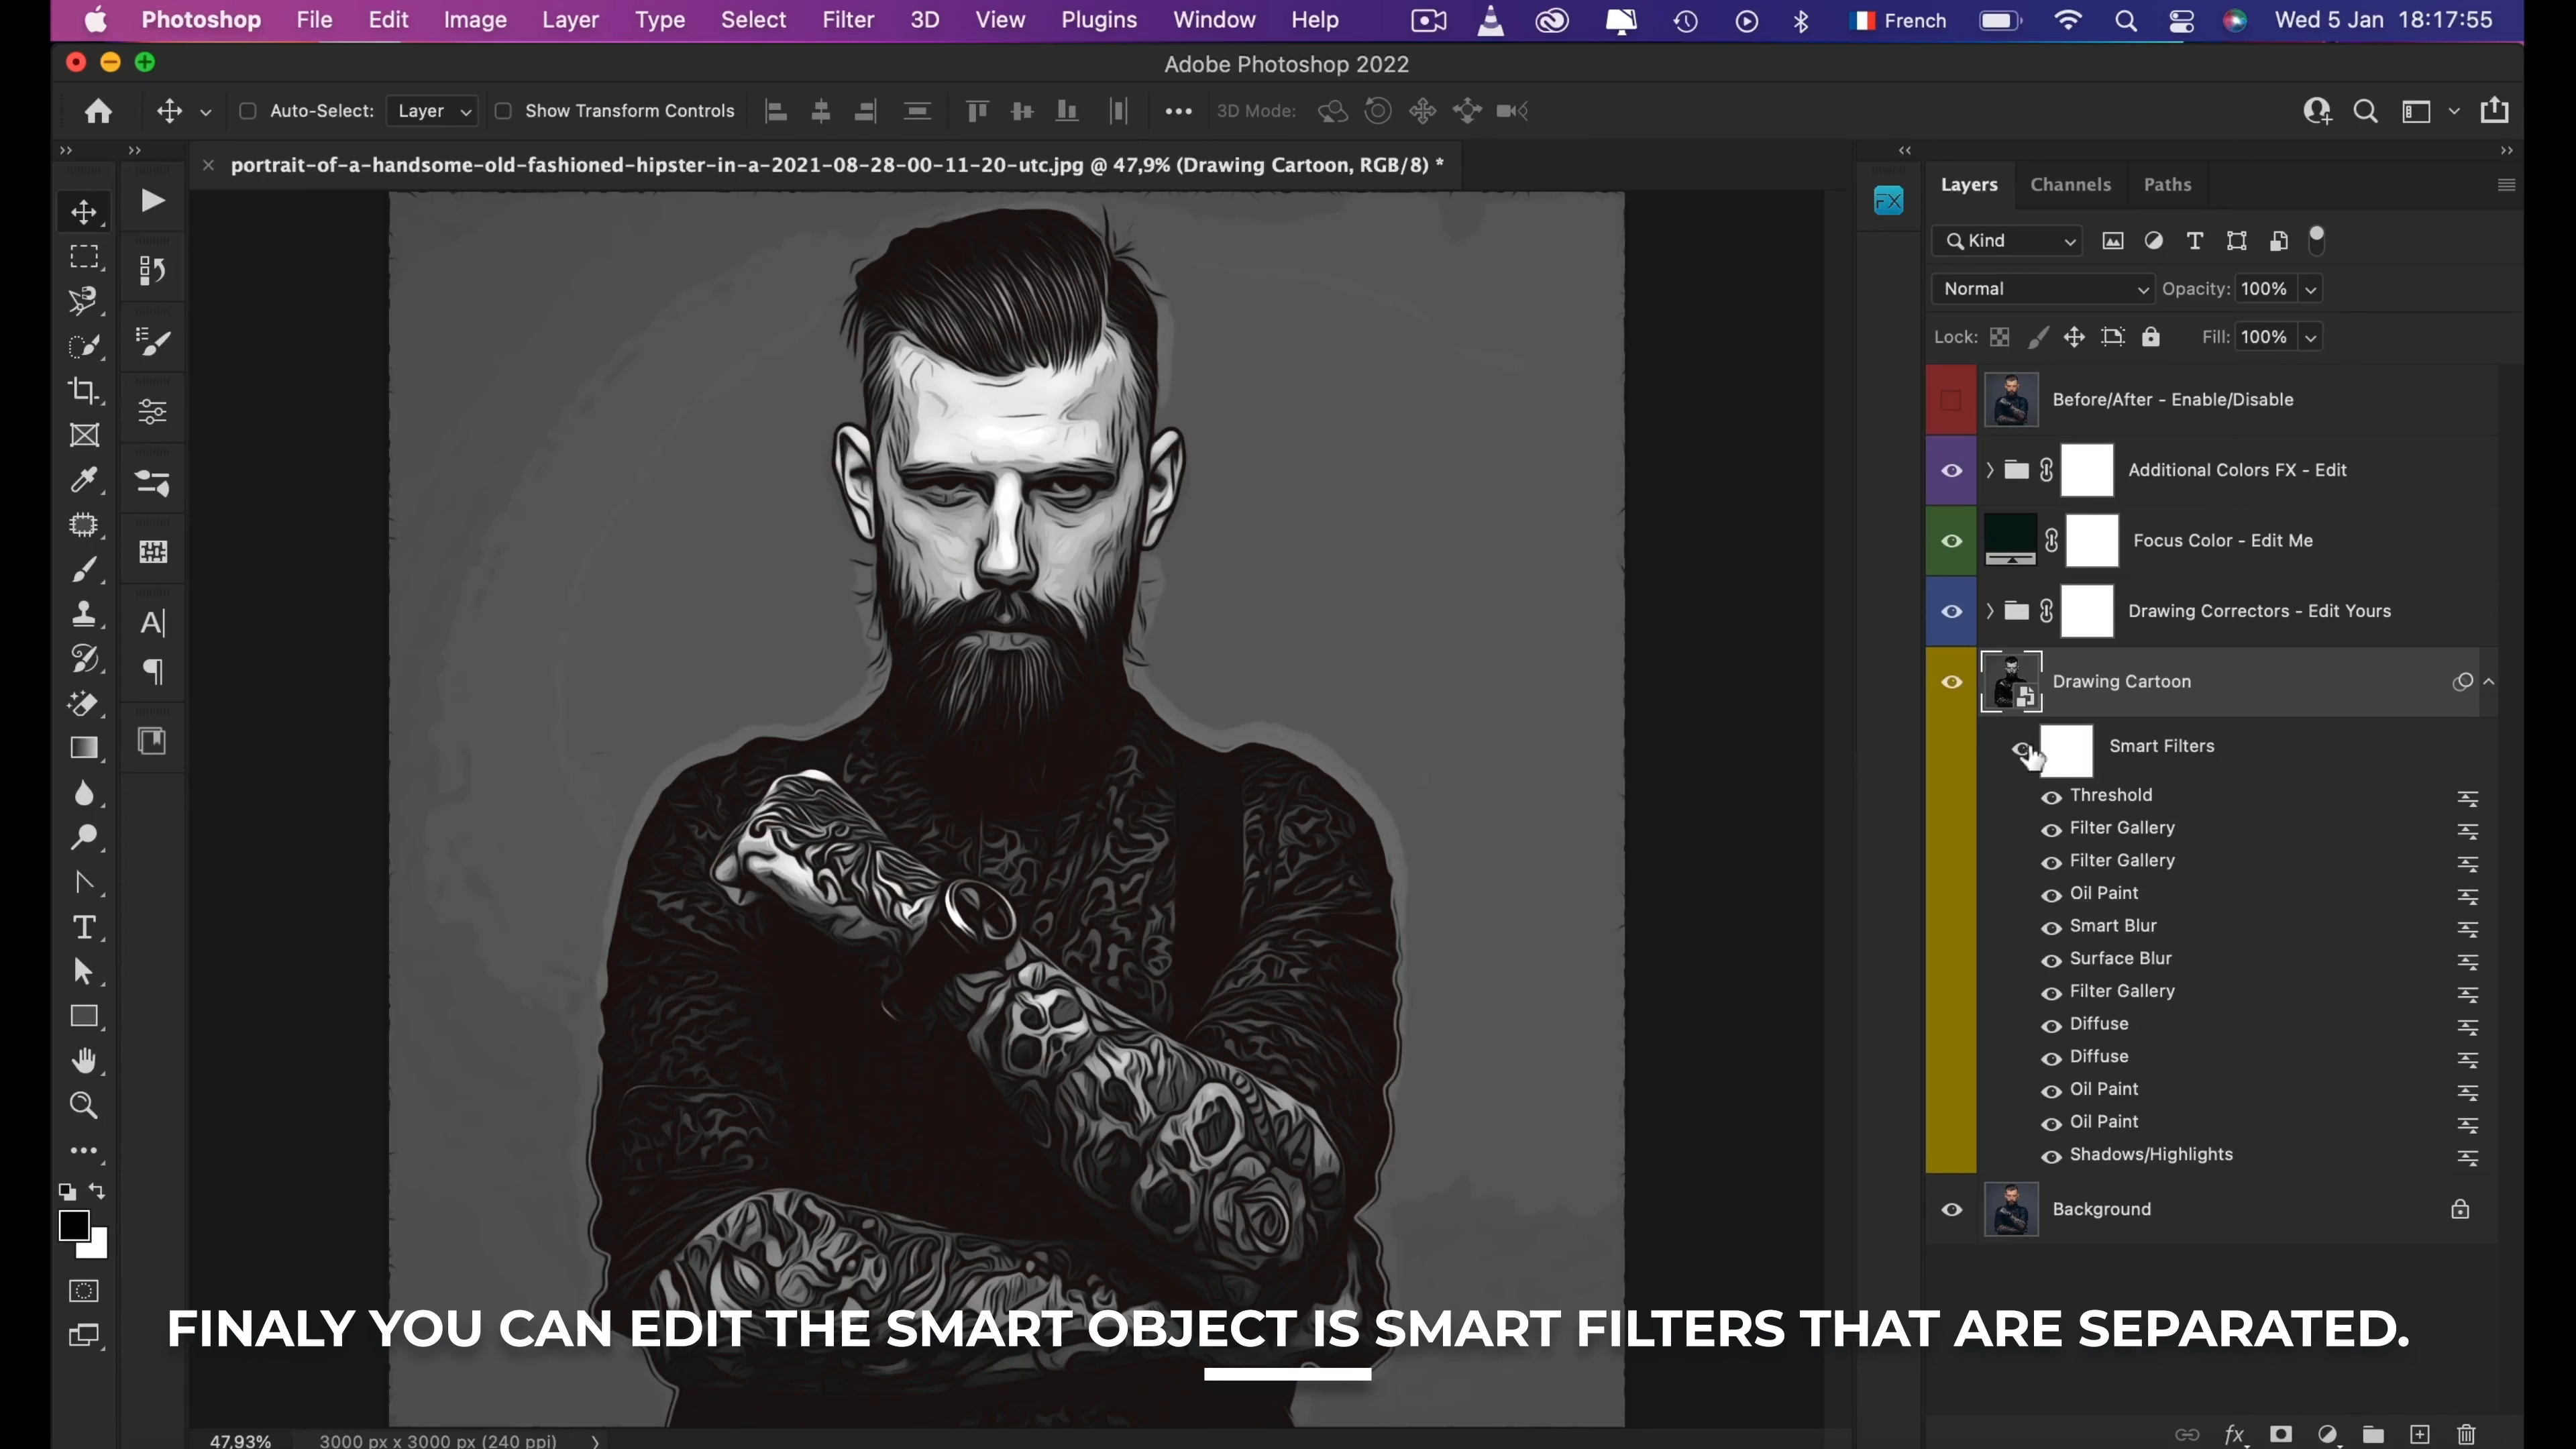 Photoshop File Edit Image Layer Type Select Filter 3D View Plugins Window Help French Wed 5 Jan 18:17:55
Adobe Photoshop 2022
Auto-Select: Layer Show Transform Controls 3D Mode:
portrait-of-a-handsome-old-fashioned-hipster-in-a-2021-08-28-00-11-20-utc.jpg @ 47,9% (Drawing Cartoon, RGB/8) *
Layers Channels Paths
Kind
Normal Opacity: 100%
Lock: Fill: 100%
Before/After - Enable/Disable
Additional Colors FX - Edit
Focus Color - Edit Me
Drawing Correctors - Edit Yours
Drawing Cartoon
Smart Filters
Threshold
Filter Gallery
Filter Gallery
Oil Paint
Smart Blur
Surface Blur
Filter Gallery
Diffuse
Diffuse
Oil Paint
Oil Paint
Shadows/Highlights
Background
FINALY YOU CAN EDIT THE SMART OBJECT IS SMART FILTERS THAT ARE SEPARATED.
47,93% 3000 px x 3000 px (240 ppi)